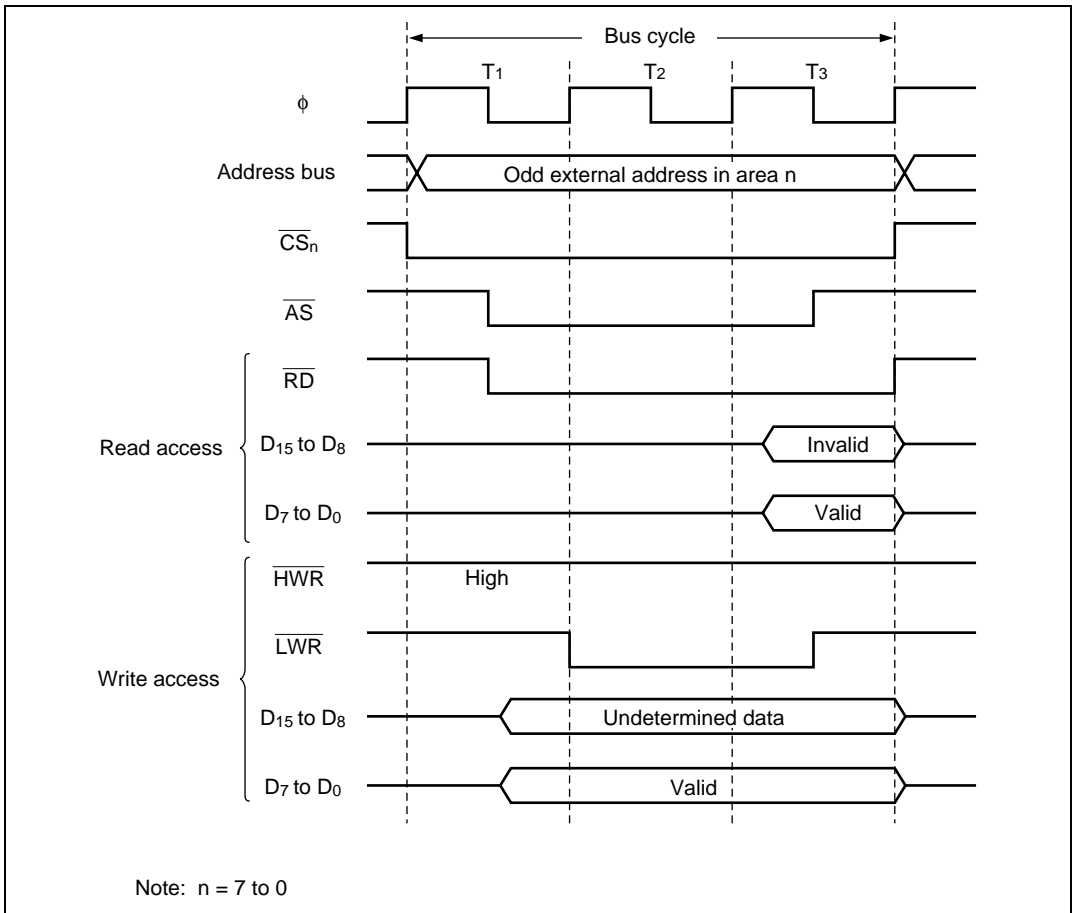 Bus cycle
T1 T2 T3
ϕ
Address bus
Odd external address in area n
CSn
AS
RD
Read access
D15 to D8
Invalid
D7 to D0
Valid
HWR
High
LWR
Write access
D15 to D8
Undetermined data
D7 to D0
Valid
Note: n = 7 to 0